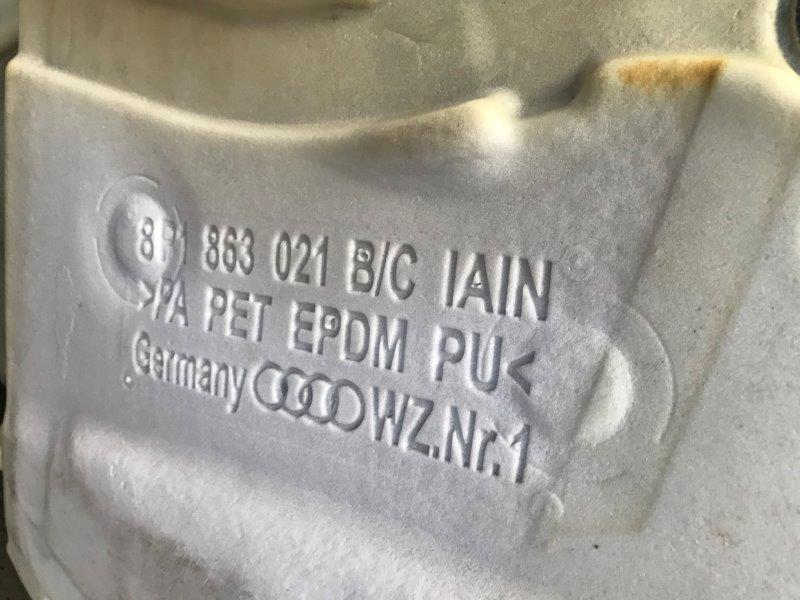 8P1 863 021 B/C IAIN
>PA PET EPDM PU<
Germany WZ.Nr.1